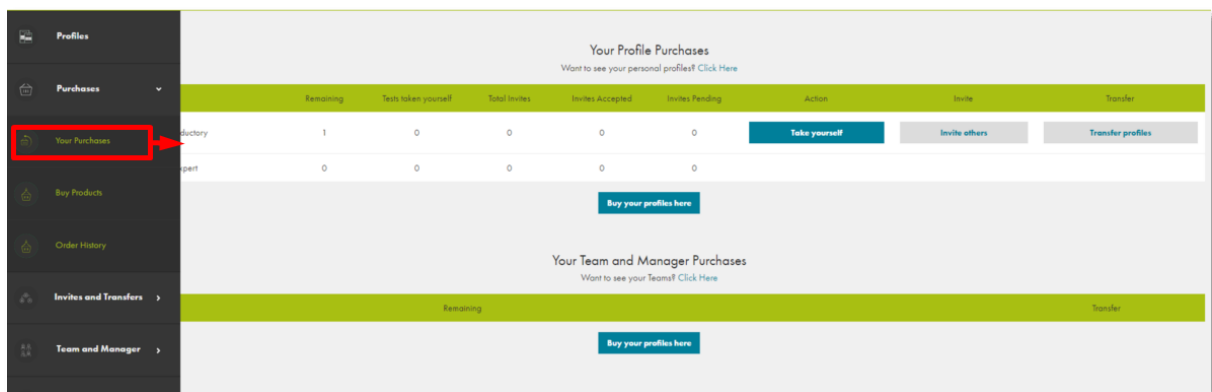 Profiles
Purchases
Your Purchases
Buy Products
Order History
Invites and Transfers
Team and Manager
Your Profile Purchases
Want to see your personal profiles? Click Here
Remaining Tests taken yourself Total Invites Invites Accepted Invites Pending Action Invite Transfer
ductory 1 0 0 0 0 Take yourself Invite others Transfer profiles
xpert 0 0 0 0 0
Buy your profiles here
Your Team and Manager Purchases
Want to see your Teams? Click Here
Remaining Transfer
Buy your profiles here